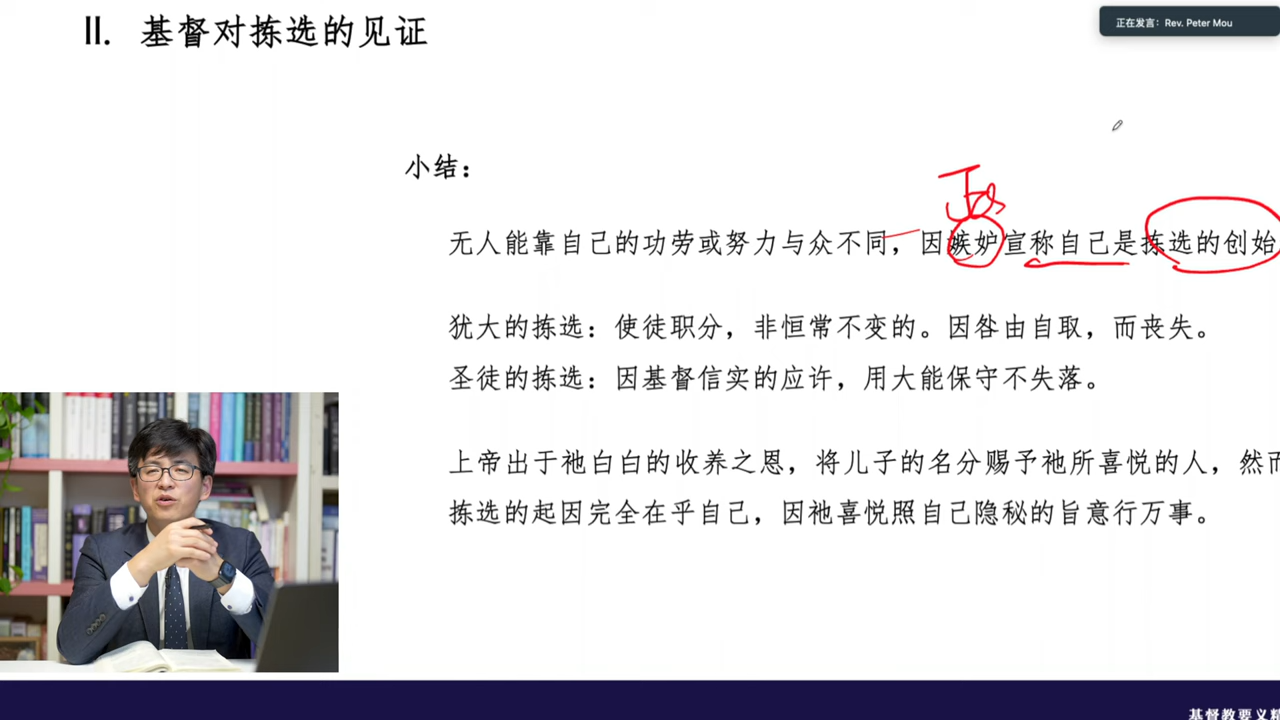 II. 基督对拣选的见证
正在发言: Rev. Peter Mou
小结：
Jes
无人能靠自己的功劳或努力与众不同，因嫉妒宣称自己是拣选的创始
犹大的拣选：使徒职分，非恒常不变的。因咎由自取，而丧失。
圣徒的拣选：因基督信实的应许，用大能保守不失落。
上帝出于祂白白的收养之恩，将儿子的名分赐予祂所喜悦的人，然而
拣选的起因完全在乎自己，因祂喜悦照自己隐秘的旨意行万事。
基督教要义精